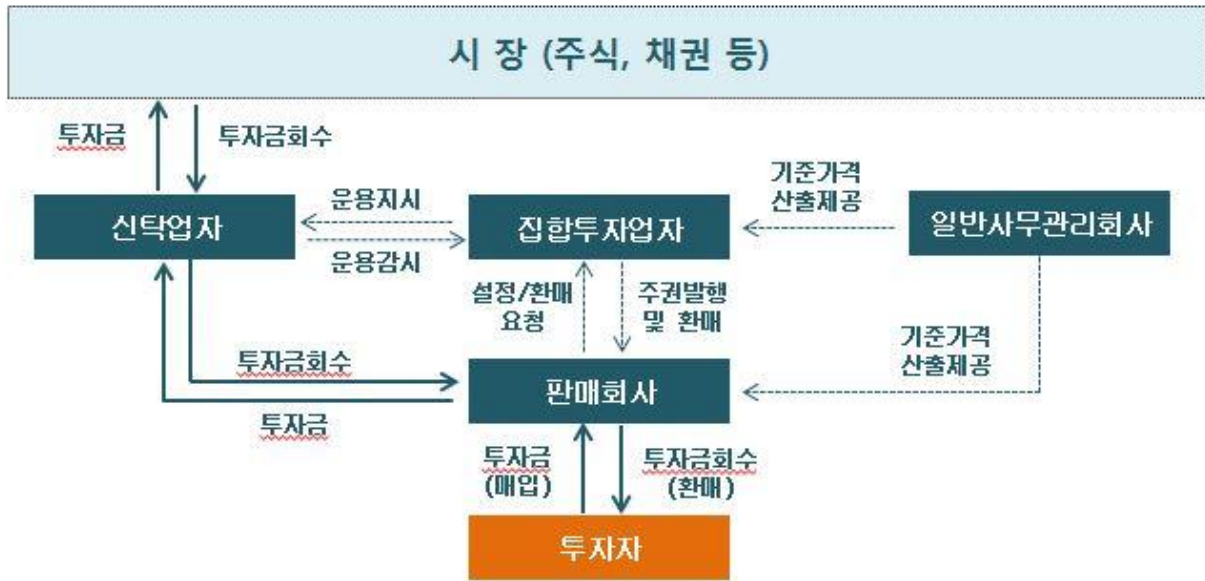 시 장 (주식, 채권 등)
투자금
투자금회수
기준가격
산출제공
운용지시
신탁업자
집합투자업자
일반사무관리회사
운용감시
설정/환매
요청
주권발행
및 환매
기준가격
산출제공
투자금회수
판매회사
투자금
투자금
(매입)
투자금회수
(환매)
투자자